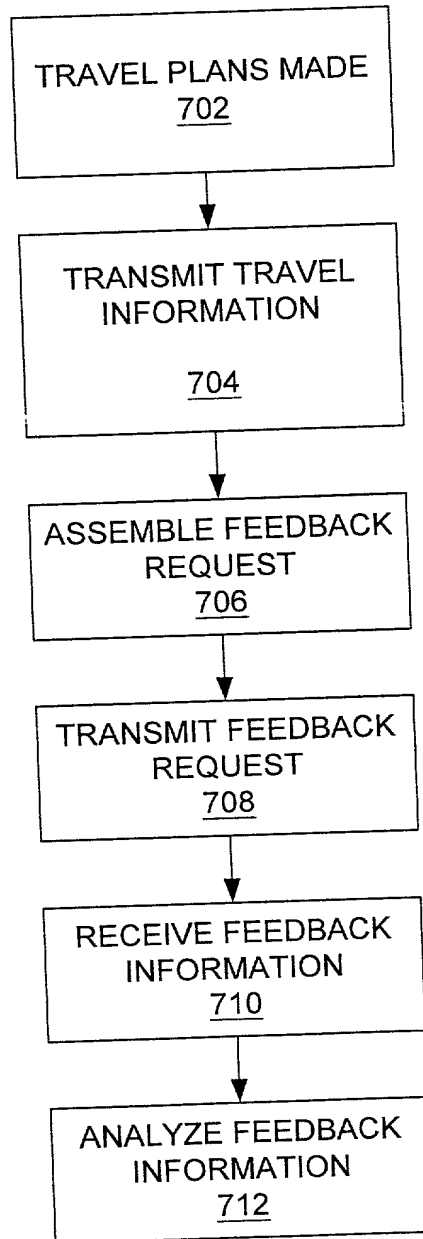 TRAVEL PLANS MADE
702
TRANSMIT TRAVEL
INFORMATION
704
ASSEMBLE FEEDBACK
REQUEST
706
TRANSMIT FEEDBACK
REQUEST
708
RECEIVE FEEDBACK
INFORMATION
710
ANALYZE FEEDBACK
INFORMATION
712